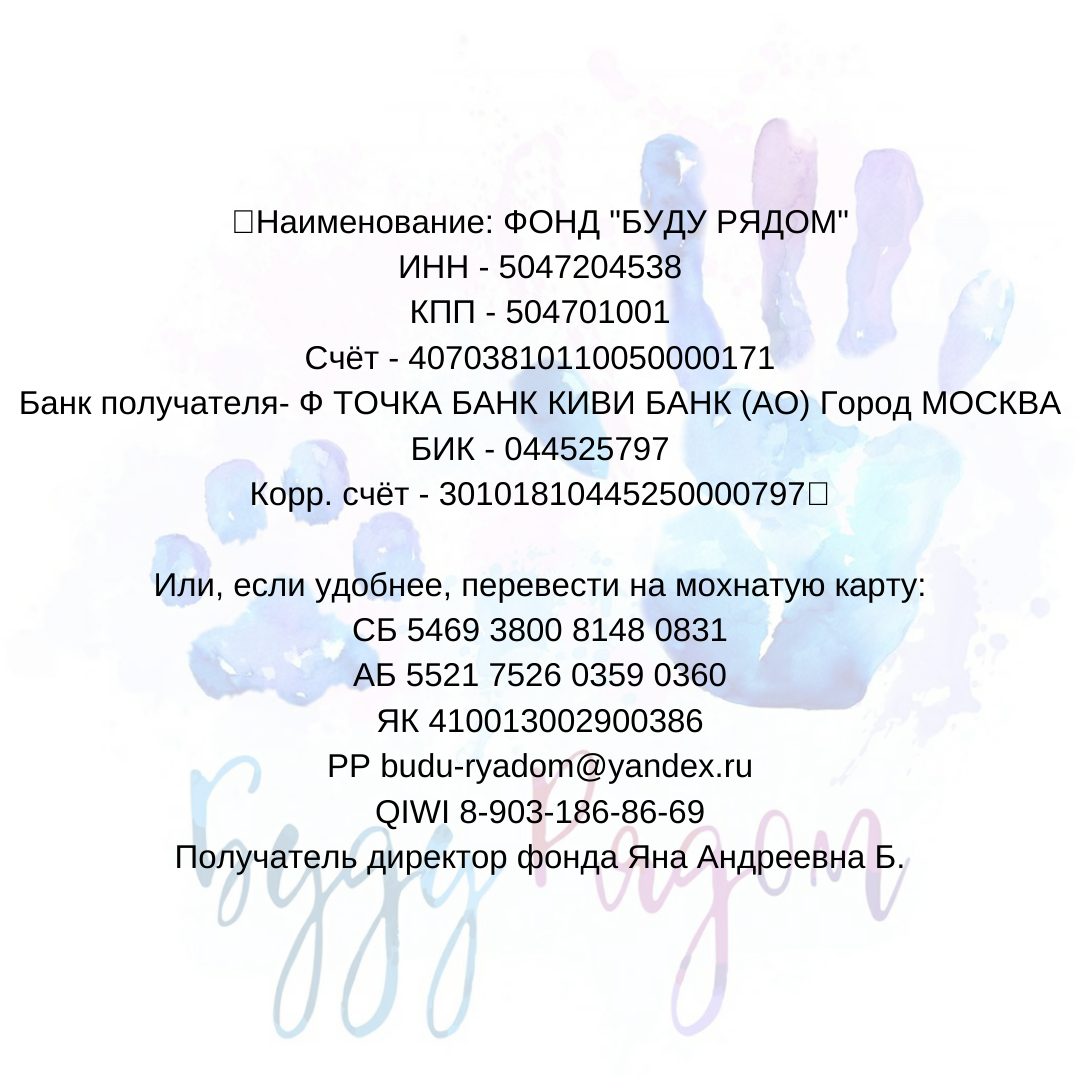 Наименование: ФОНД "БУДУ РЯДОМ"
ИНН - 5047204538
КПП - 504701001
Счёт - 40703810110050000171
Банк получателя- Ф ТОЧКА БАНК КИВИ БАНК (АО) Город МОСКВА
БИК - 044525797
Корр. счёт - 30101810445250000797
Или, если удобнее, перевести на мохнатую карту:
СБ 5469 3800 8148 0831
АБ 5521 7526 0359 0360
ЯК 410013002900386
PP budu-ryadom@yandex.ru
QIWI 8-903-186-86-69
Получатель директор фонда Яна Андреевна Б.
Буду Рядом